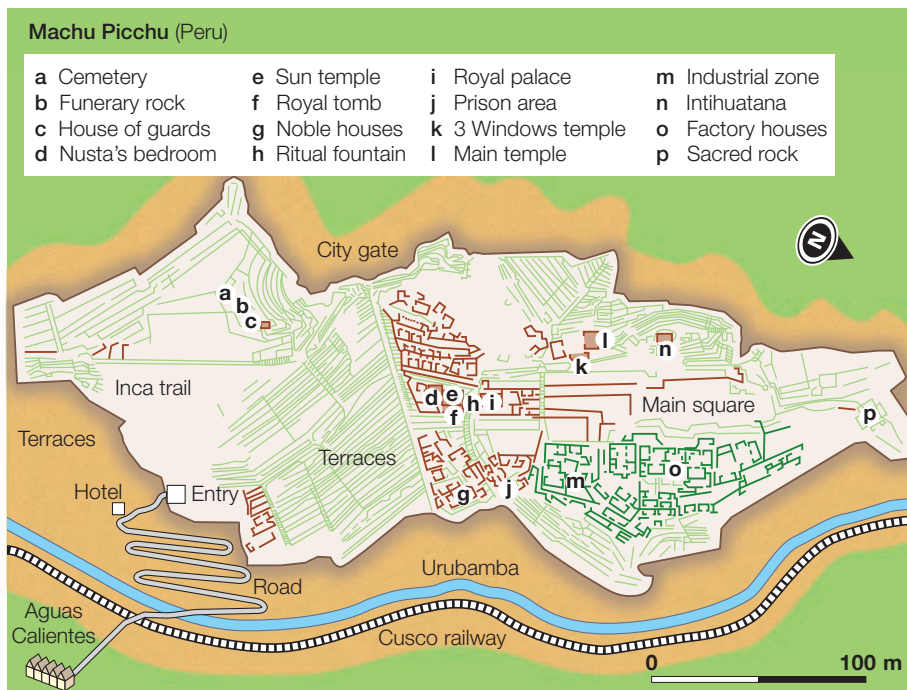 Machu Picchu (Peru)
a Cemetery
b Funerary rock
c House of guards
d Nusta's bedroom
e Sun temple
f Royal tomb
g Noble houses
h Ritual fountain
i Royal palace
j Prison area
k 3 Windows temple
l Main temple
m Industrial zone
n Intihuatana
o Factory houses
p Sacred rock
City gate
N
a
b
c
l
n
k
Inca trail
d
e
h
i
f
Main square
p
Terraces
Terraces
o
m
j
g
Hotel
Entry
Road
Urubamba
Aguas
Calientes
Cusco railway
0 100 m